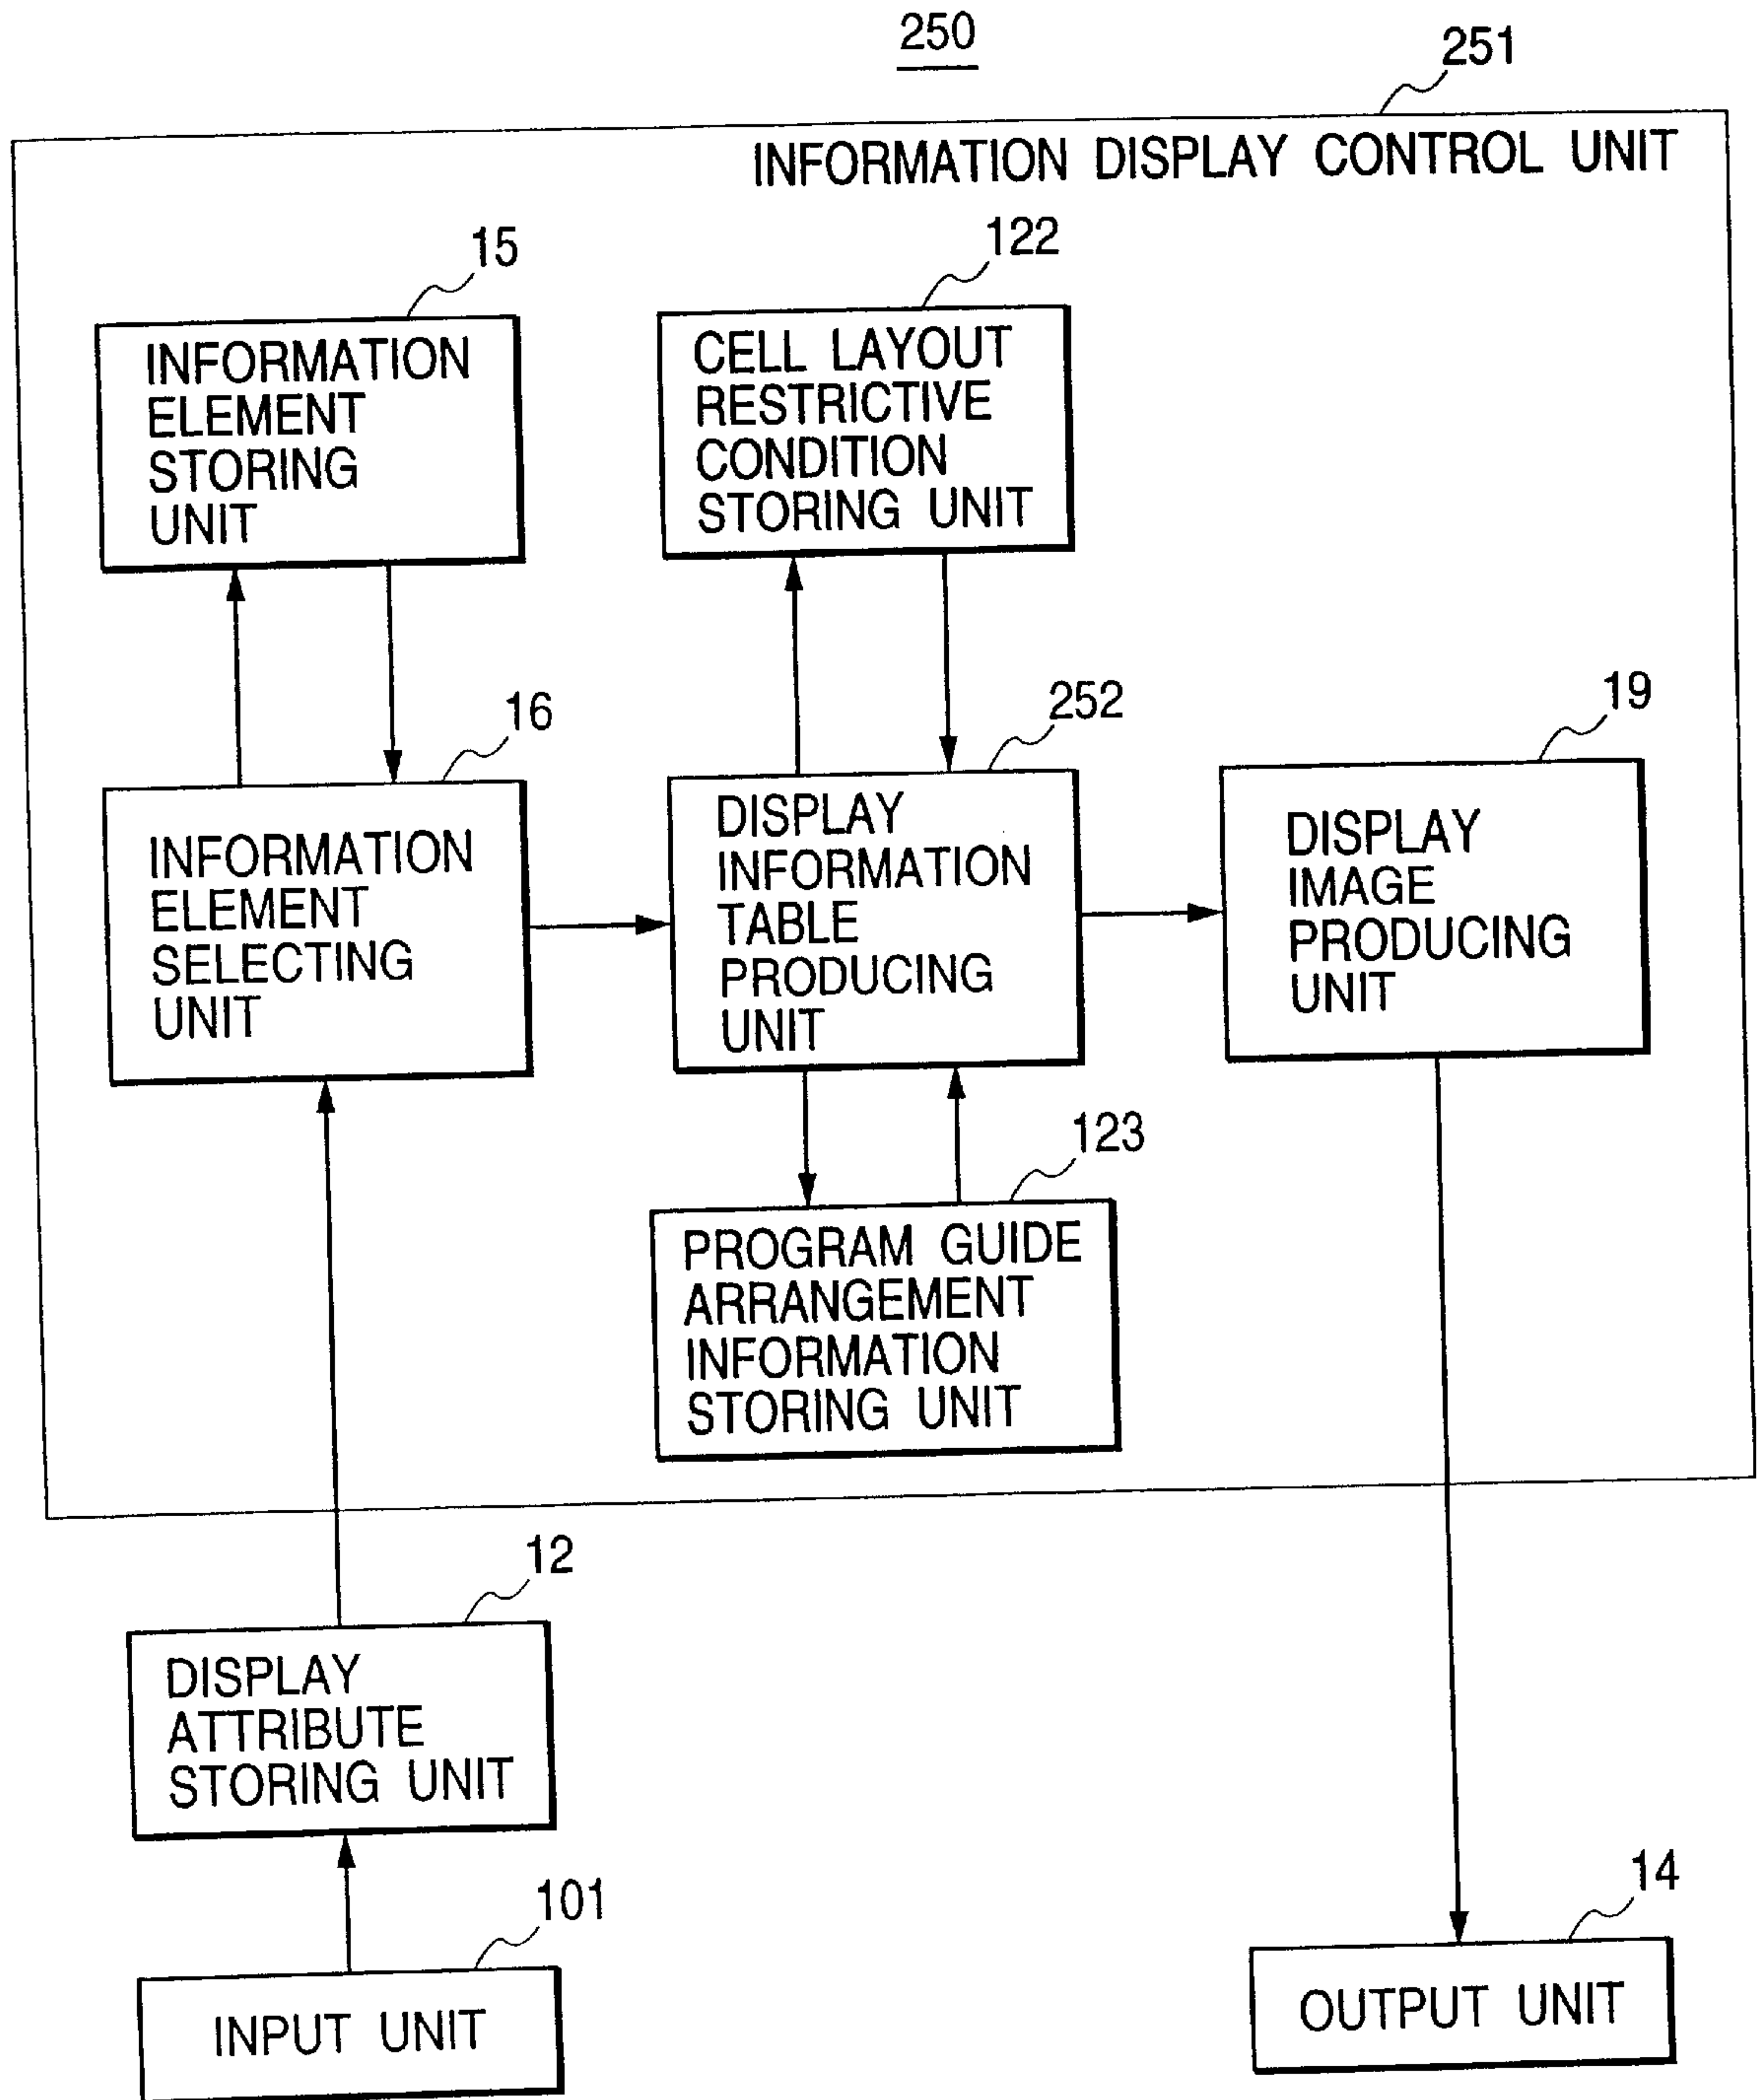 250
251
INFORMATION DISPLAY CONTROL UNIT
15
INFORMATION
ELEMENT
STORING
UNIT
122
CELL LAYOUT
RESTRICTIVE
CONDITION
STORING UNIT
16
INFORMATION
ELEMENT
SELECTING
UNIT
252
DISPLAY
INFORMATION
TABLE
PRODUCING
UNIT
19
DISPLAY
IMAGE
PRODUCING
UNIT
123
PROGRAM GUIDE
ARRANGEMENT
INFORMATION
STORING UNIT
12
DISPLAY
ATTRIBUTE
STORING UNIT
101
INPUT UNIT
14
OUTPUT UNIT